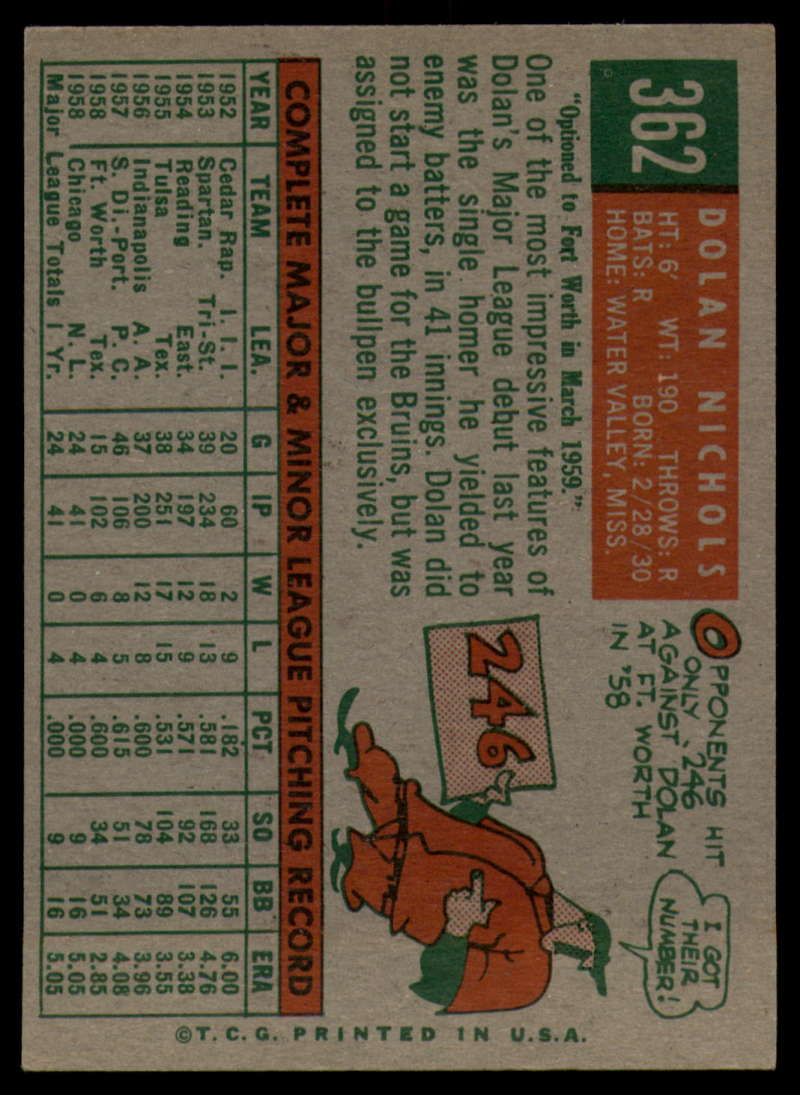 362
DOLAN NICHOLS
HT: 6' WT: 190 THROWS: R
BATS: R BORN: 2/28/30
HOME: WATER VALLEY, MISS.
"Optioned to Fort Worth in March 1959."
One of the most impressive features of
Dolan's Major League debut last year
was the single homer he yielded to
enemy batters, in 41 innings. Dolan did
not start a game for the Bruins, but was
assigned to the bullpen exclusively.
OPPONENTS HIT
ONLY .246
AGAINST DOLAN
AT FT. WORTH
IN '58
I GOT
THEIR
NUMBER!
246
COMPLETE MAJOR & MINOR LEAGUE PITCHING RECORD
YEAR TEAM LEA. G IP W L PCT SO BB ERA
1952 Cedar Rap. I. I. I. 20 60 2 9 .182 33 55 6.00
1953 Spartan. Tri-St. 39 234 18 13 .581 168 126 4.76
1954 Reading East. 34 197 12 9 .571 92 107 3.38
1955 Tulsa Tex. 38 251 17 15 .531 104 89 3.55
1956 Indianapolis A. A. 37 200 12 8 .600 78 73 3.96
1957 S. Di.-Port. P. C. 46 106 8 5 .615 51 34 4.08
1958 Ft. Worth Tex. 15 102 6 4 .600 34 51 2.85
1958 Chicago N. L. 24 41 0 4 .000 9 16 5.05
Major League Totals 1 Yr. 24 41 0 4 .000 9 16 5.05
© T. C. G. PRINTED IN U.S.A.